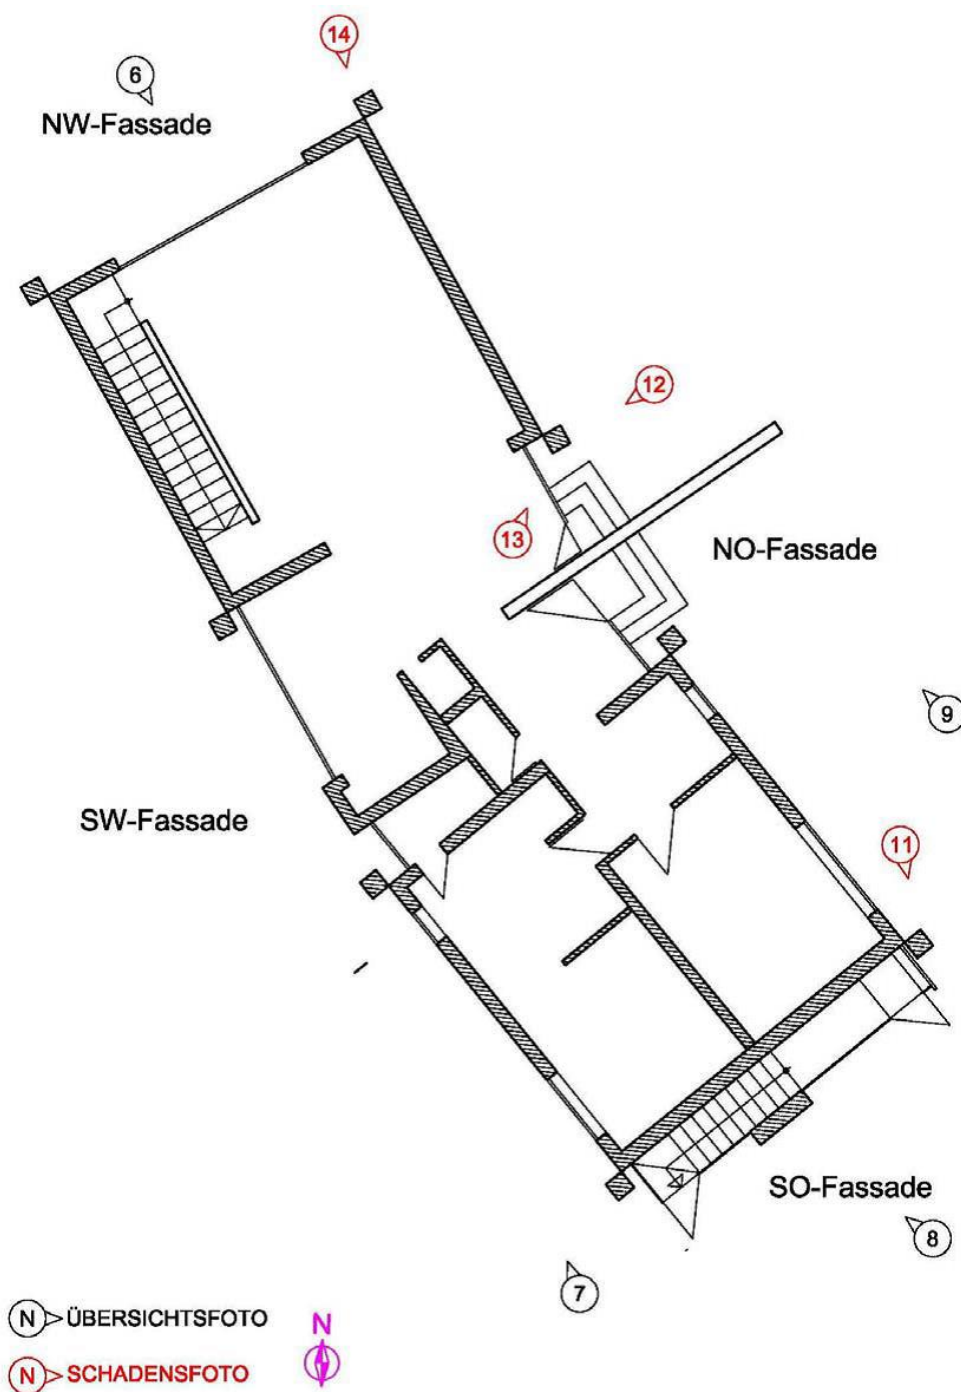 14
6
NW-Fassade
12
13
NO-Fassade
9
SW-Fassade
11
SO-Fassade
8
7
N ÜBERSICHTSFOTO
N
N SCHADENSFOTO